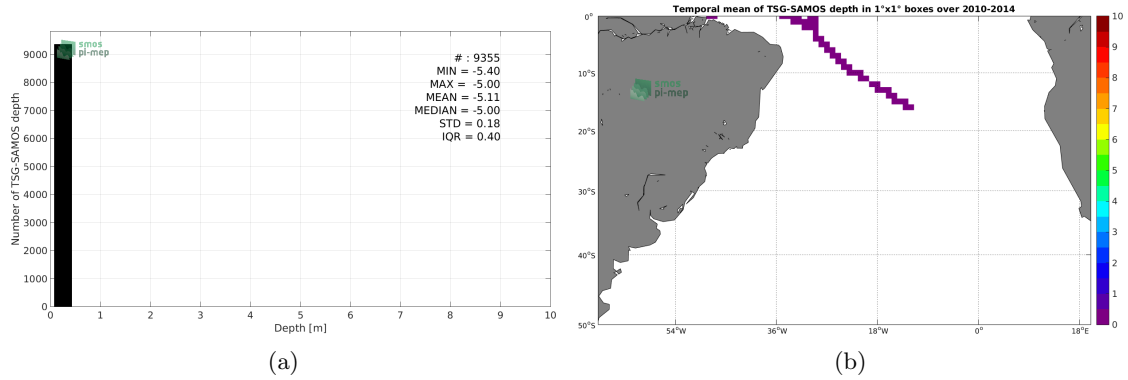 smos
pi-mep
# : 9355
MIN = -5.40
MAX = -5.00
MEAN = -5.11
MEDIAN = -5.00
STD = 0.18
IQR = 0.40
Number of TSG-SAMOS depth
9000
8000
7000
6000
5000
4000
3000
2000
1000
0
0 1 2 3 4 5 6 7 8 9 10
Depth [m]
(a)
Temporal mean of TSG-SAMOS depth in 1°x1° boxes over 2010-2014
smos
pi-mep
0°
10°S
20°S
30°S
40°S
50°S
54°W 36°W 18°W 0° 18°E
10
9
8
7
6
5
4
3
2
1
0
(b)